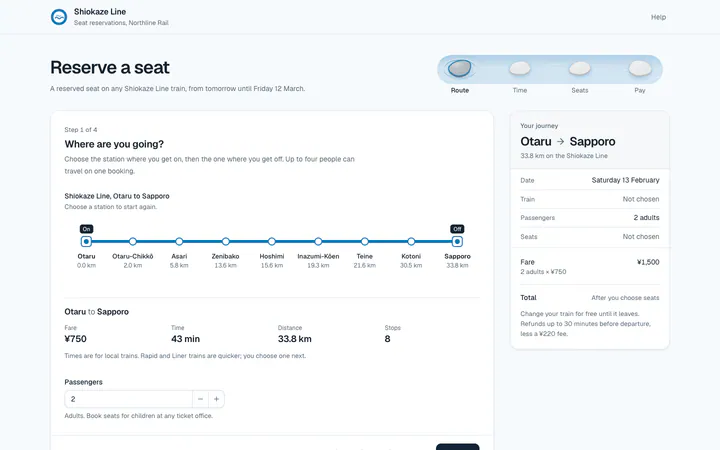 Shiokaze Line
Seat reservations, Northline Rail
Help
Reserve a seat
A reserved seat on any Shiokaze Line train, from tomorrow until Friday 12 March.
Route
Time
Seats
Pay
Step 1 of 4
Where are you going?
Choose the station where you get on, then the one where you get off. Up to four people can
travel on one booking.
Shiokaze Line, Otaru to Sapporo
Choose a station to start again.
On
Off
Otaru
Otaru-Chikkō
Asari
Zenibako
Hoshimi
Inazumi-Kōen
Teine
Kotoni
Sapporo
0.0 km
2.0 km
5.8 km
13.6 km
15.6 km
19.3 km
21.6 km
30.5 km
33.8 km
Otaru to Sapporo
Fare
Time
Distance
Stops
¥750
43 min
33.8 km
8
Times are for local trains. Rapid and Liner trains are quicker; you choose one next.
Passengers
2
Adults. Book seats for children at any ticket office.
Your journey
Otaru → Sapporo
33.8 km on the Shiokaze Line
Date
Saturday 13 February
Train
Not chosen
Passengers
2 adults
Seats
Not chosen
Fare
¥1,500
2 adults × ¥750
Total
After you choose seats
Change your train for free until it leaves.
Refunds up to 30 minutes before departure,
less a ¥220 fee.